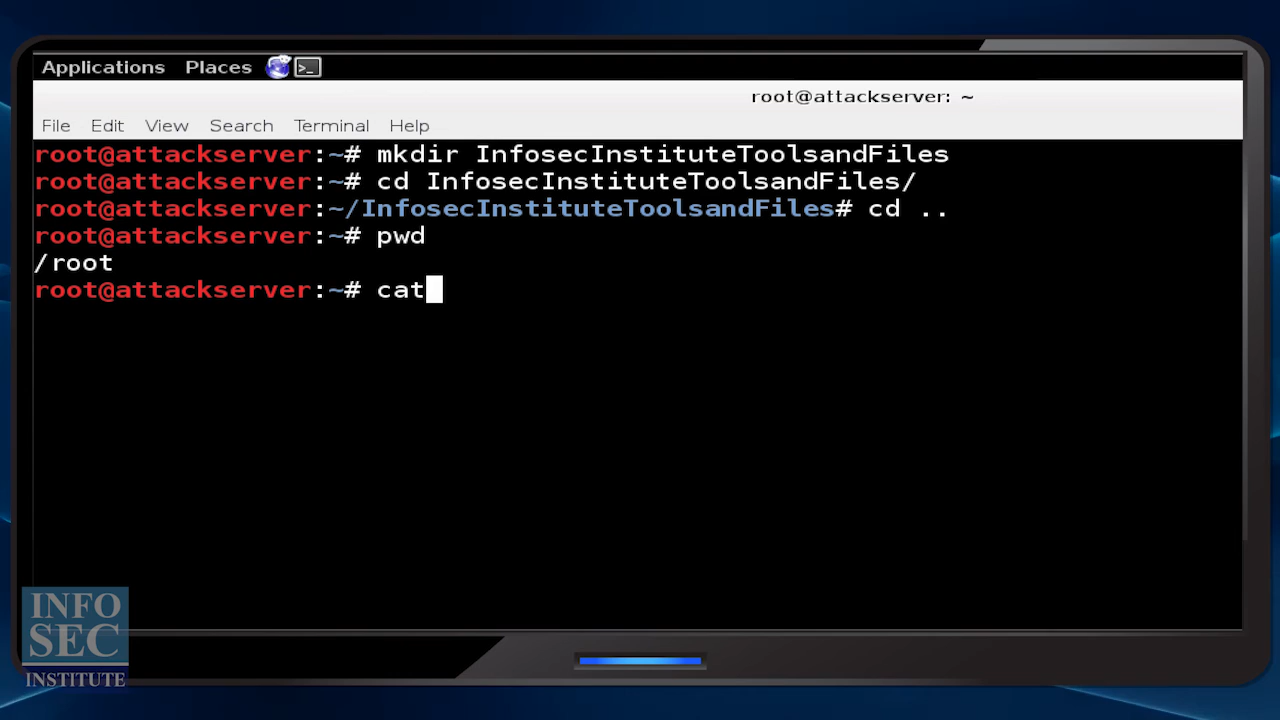 Applications Places
root@attackserver: ~
File Edit View Search Terminal Help
root@attackserver:~# mkdir InfosecInstituteToolsandFiles
root@attackserver:~# cd InfosecInstituteToolsandFiles/
root@attackserver:~/InfosecInstituteToolsandFiles# cd ..
root@attackserver:~# pwd
/root
root@attackserver:~# cat
INFO
SEC
INSTITUTE